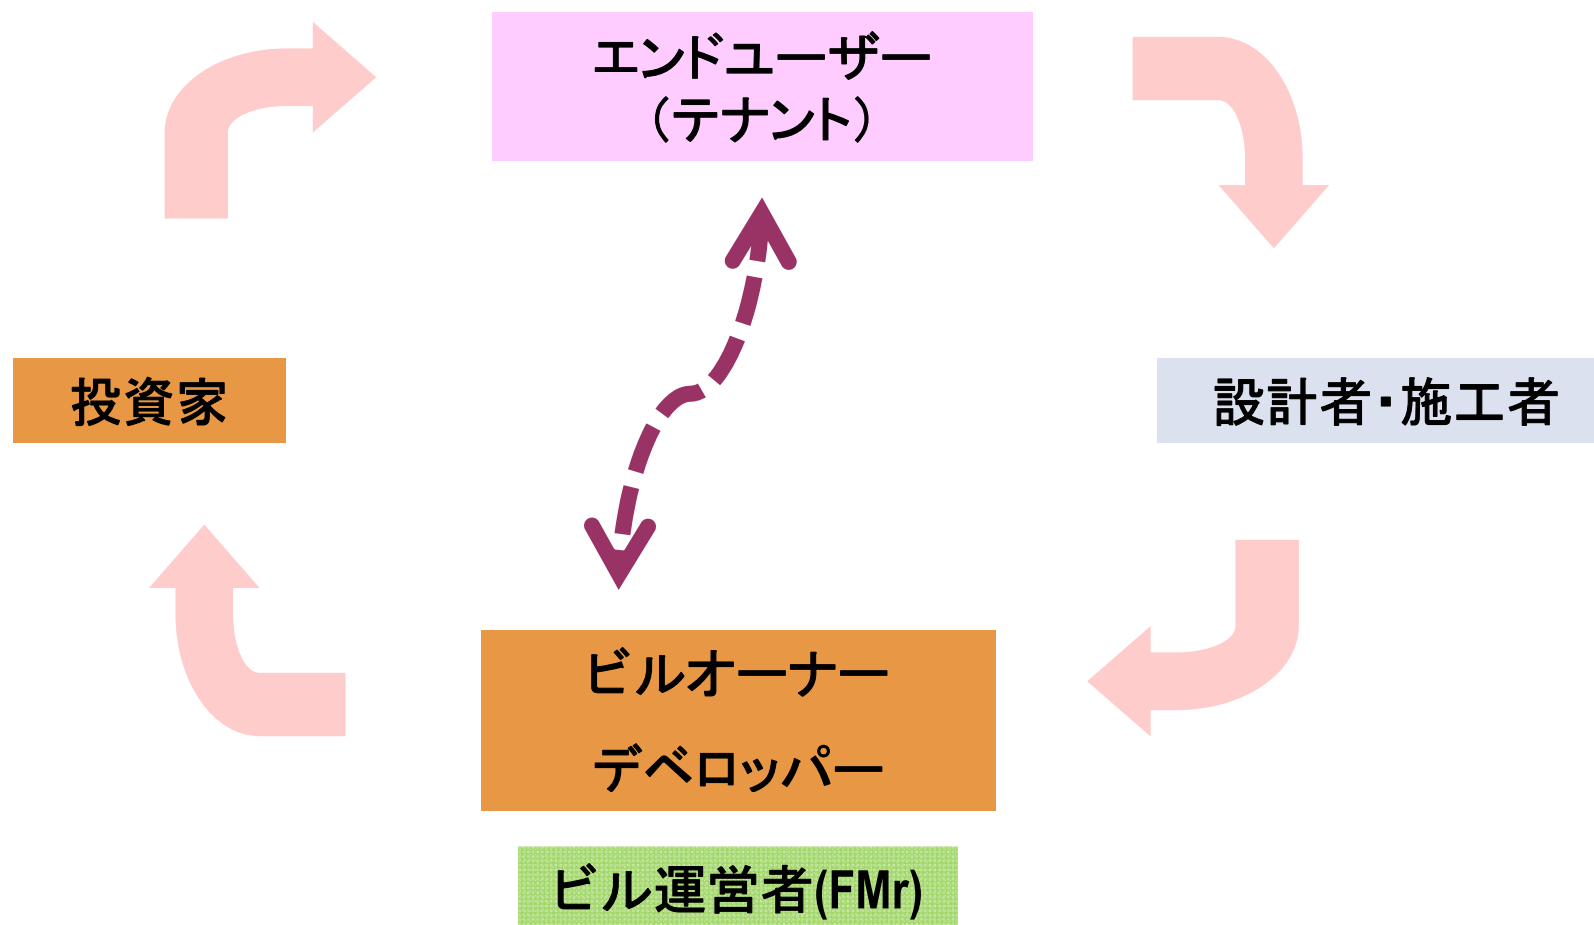 エンドユーザー
（テナント）
投資家
設計者・施工者
ビルオーナー
デベロッパー
ビル運営者(FMr)